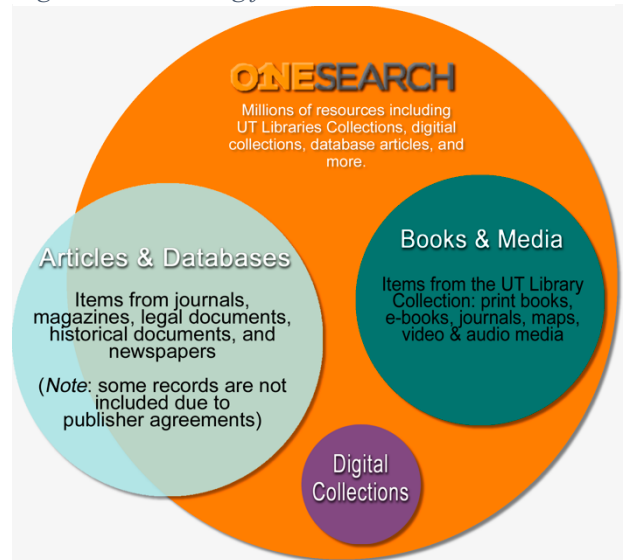 ONESEARCH
Millions of resources including
UT Libraries Collections, digitial
collections, database articles, and
more.
Articles & Databases
Items from journals,
magazines, legal documents,
historical documents, and
newspapers
(Note: some records are not
included due to
publisher agreements)
Books & Media
Items from the UT Library
Collection: print books,
e-books, journals, maps,
video & audio media
Digital
Collections